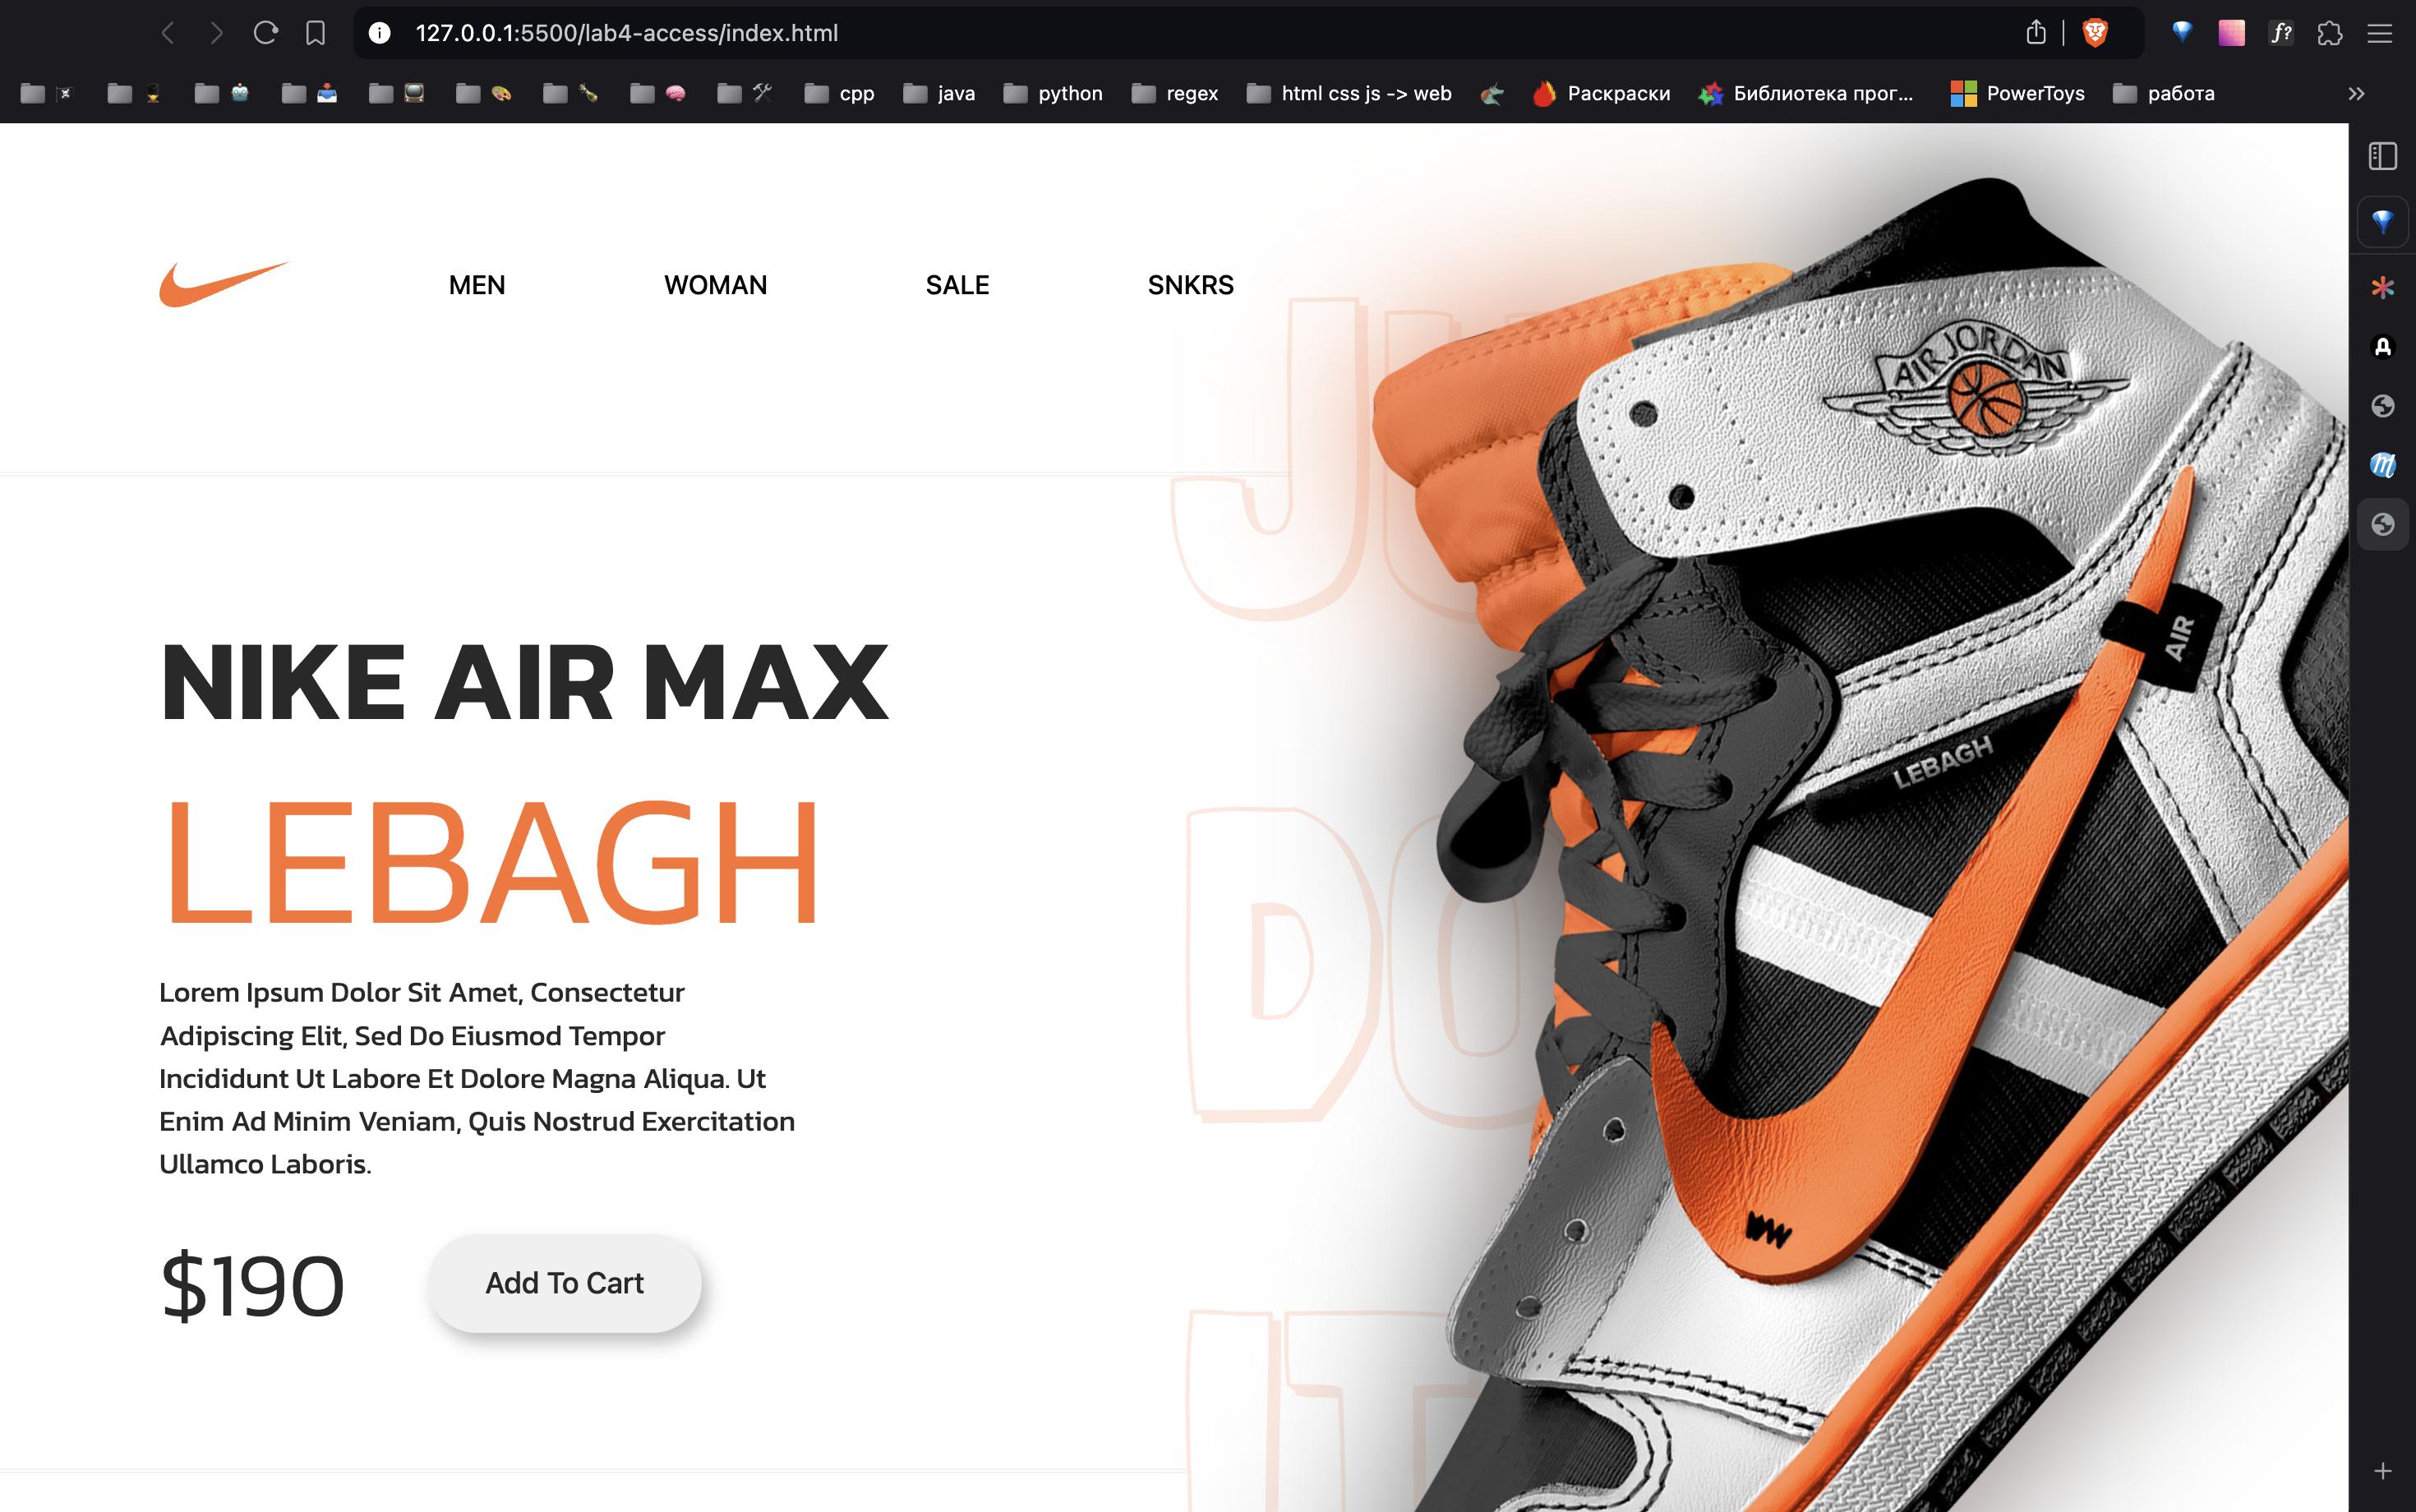 127.0.0.1:5500/lab4-access/index.html
f?
cpp
java
python
regex
html css js -> web
Раскраски
Библиотека прог...
PowerToys
работа
MEN
WOMAN
SALE
SNKRS
AIR JORDAN
NIKE AIR MAX
LEBAGH
Lorem Ipsum Dolor Sit Amet, Consectetur
Adipiscing Elit, Sed Do Eiusmod Tempor
Incididunt Ut Labore Et Dolore Magna Aliqua. Ut
Enim Ad Minim Veniam, Quis Nostrud Exercitation
Ullamco Laboris.
$190
Add To Cart
AIR
LEBAGH
JU
DO
IT